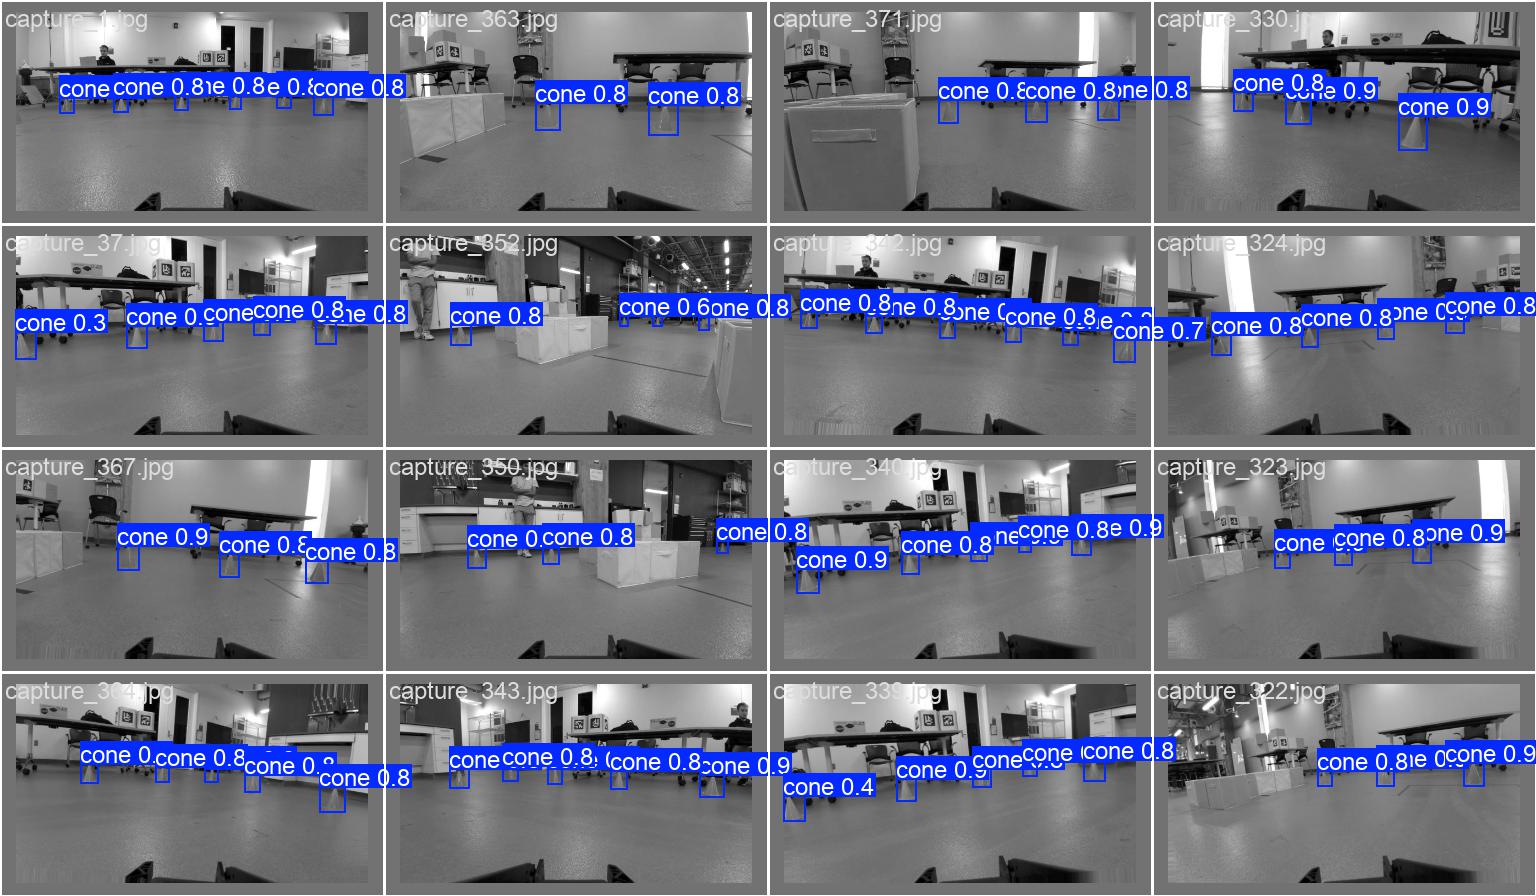 capture_1.jpg
cone cone 0.8 ne 0.8 e 0.8 cone 0.8
capture_363.jpg
cone 0.8 cone 0.8
capture_371.jpg
cone 0.8 cone 0.8 ne 0.8
capture_330.jpg
cone 0.8 cone 0.9
cone 0.9
capture_37.jpg
cone 0.3 cone 0. cone cone 0.8 ne 0.8
capture_352.jpg
cone 0.8 cone 0.6 one 0.8
capture_342.jpg
cone 0.8 ne 0.8 cone 0.8
cone 0.7
capture_324.jpg
cone 0.8 cone 0.8 cone 0.8
capture_367.jpg
cone 0.9 cone 0.8 cone 0.8
capture_350.jpg
cone 0. cone 0.8 cone 0.8
capture_340.jpg
cone 0.9 cone 0.8 cone 0.8 e 0.9
capture_323.jpg
cone cone 0.8 one 0.9
capture_364.jpg
cone 0. cone 0.8 cone 0.8
capture_343.jpg
cone cone 0.8 cone 0.8 cone 0.9
capture_339.jpg
cone 0.4 cone 0.9 cone cone cone 0.8
capture_322.jpg
cone 0.8 cone 0.9